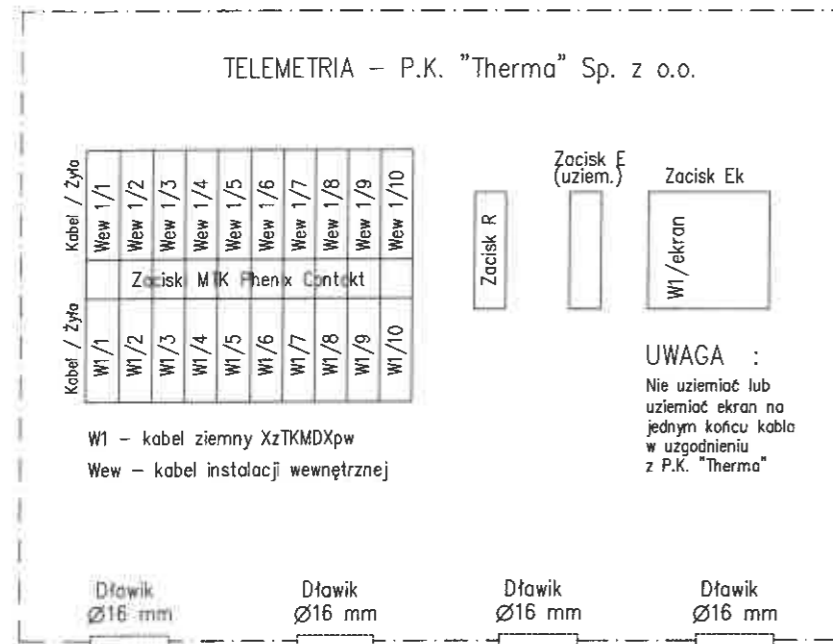 TELEMETRIA – P.K. "Therma" Sp. z o.o.
Kabel / Żyła
Wew 1/1
Wew 1/2
Wew 1/3
Wew 1/4
Wew 1/5
Wew 1/6
Wew 1/7
Wew 1/8
Wew 1/9
Wew 1/10
Zaciski MTK Phenix Contakt
Kabel / Żyła
W1/1
W1/2
W1/3
W1/4
W1/5
W1/6
W1/7
W1/8
W1/9
W1/10
Zacisk R
Zacisk E
(uziem.)
Zacisk Ek
W1/ekran
UWAGA :
Nie uziemiać lub
uziemiać ekran na
jednym końcu kabla
w uzgodnieniu
z P.K. "Therma"
W1 – kabel ziemny XzTKMDXpw
Wew – kabel instalacji wewnętrznej
Dławik
Ø16 mm
Dławik
Ø16 mm
Dławik
Ø16 mm
Dławik
Ø16 mm